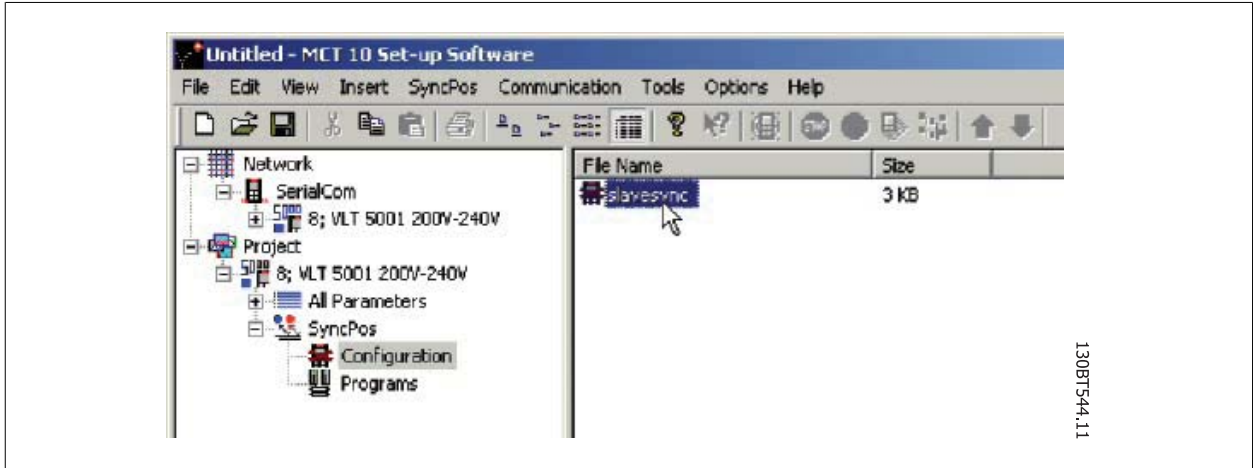 Untitled - MCT 10 Set-up Software
File Edit View Insert SyncPos Communication Tools Options Help
Network
SerialCom
8; VLT 5001 200V-240V
Project
8; VLT 5001 200V-240V
All Parameters
SyncPos
Configuration
Programs
File Name Size
slavesync 3 KB
130BT544.11